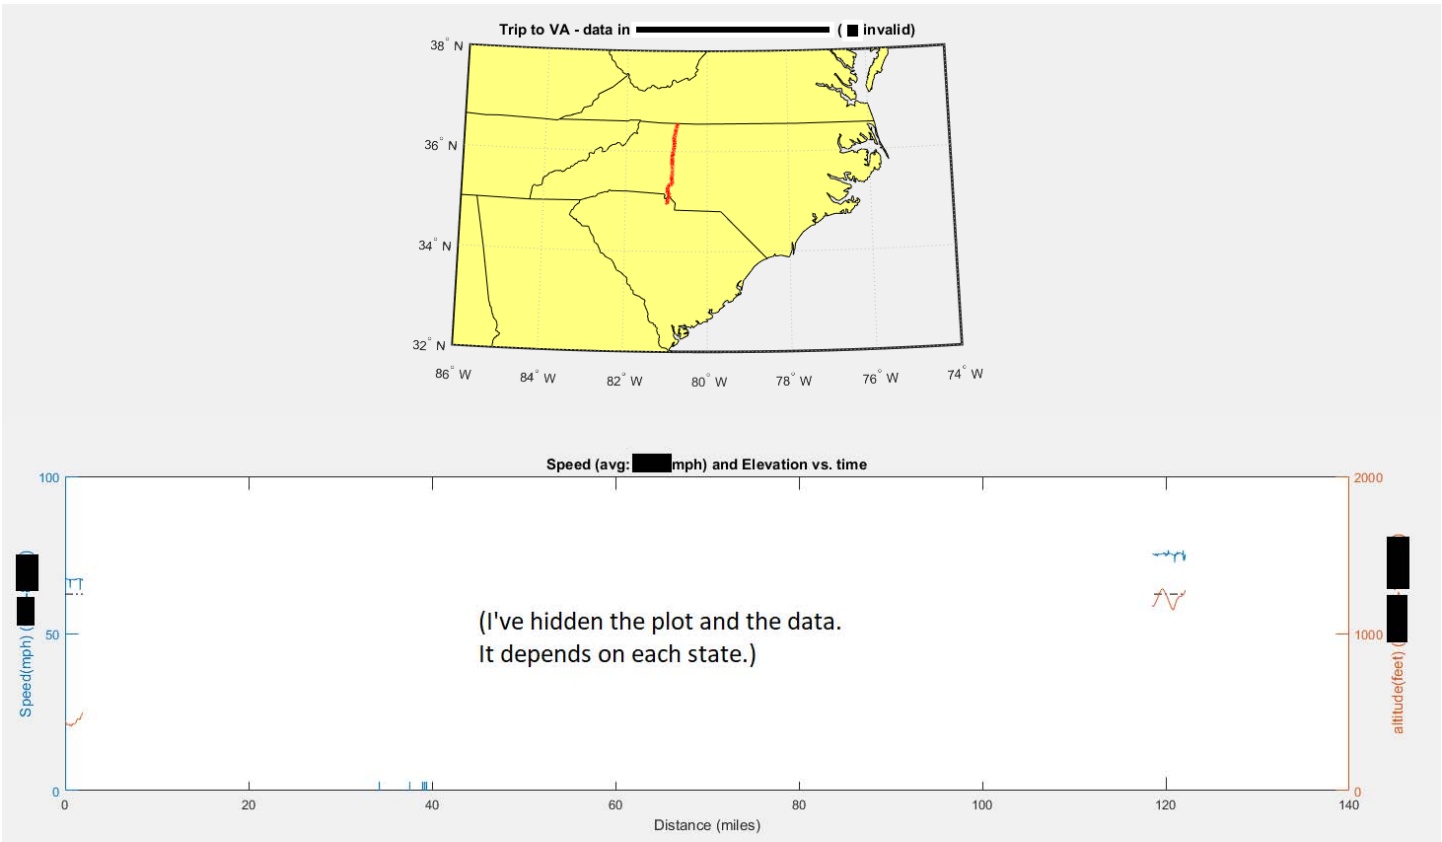 Trip to VA - data in ( invalid)
38° N
36° N
34° N
32° N
86° W 84° W 82° W 80° W 78° W 76° W 74° W
Speed (avg: mph) and Elevation vs. time
100 2000
50 1000
0 0
Speed(mph) (
altitude(feet) (
(I've hidden the plot and the data.
It depends on each state.)
0 20 40 60 80 100 120 140
Distance (miles)